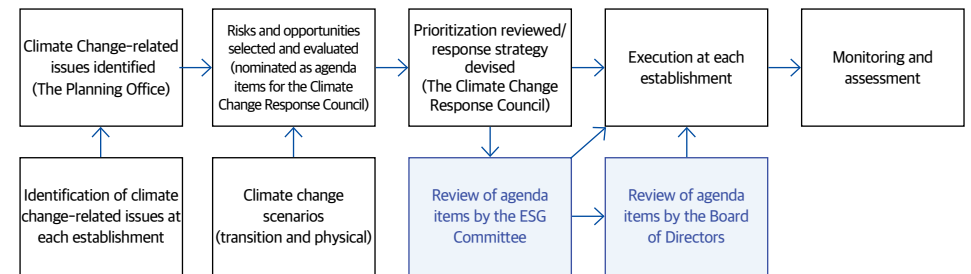 Climate Change-related
issues identified
(The Planning Office)
Risks and opportunities
selected and evaluated
(nominated as agenda
items for the Climate
Change Response Council)
Prioritization reviewed/
response strategy
devised
(The Climate Change
Response Council)
Execution at each
establishment
Monitoring and
assessment
Identification of climate
change-related issues at
each establishment
Climate change
scenarios
(transition and physical)
Review of agenda
items by the ESG
Committee
Review of agenda
items by the Board
of Directors